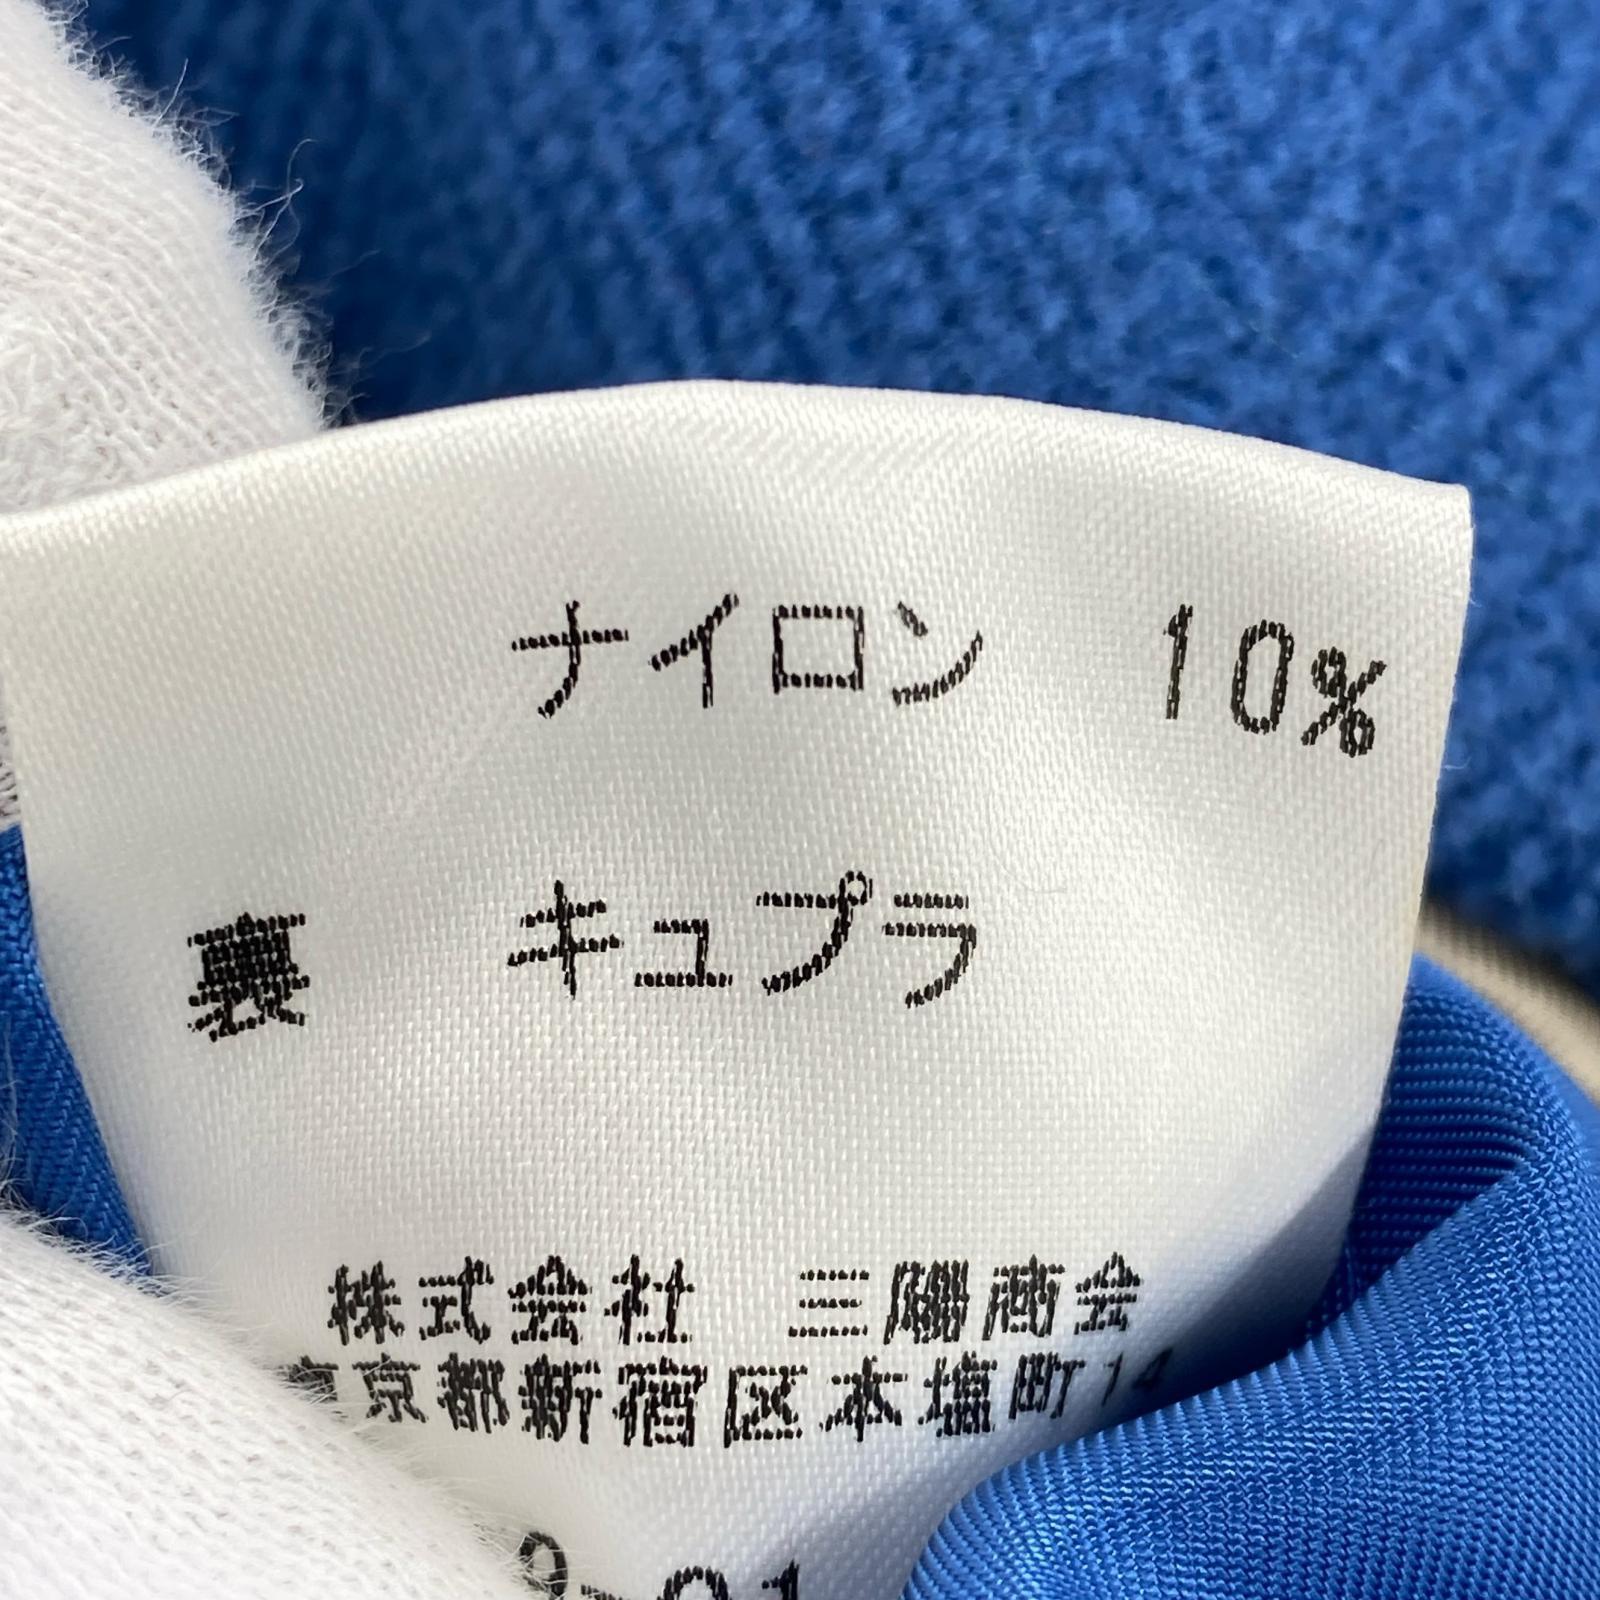 ナイロン 10%
裏 キュプラ
株式会社 三陽商会
東京都新宿区本塩町14